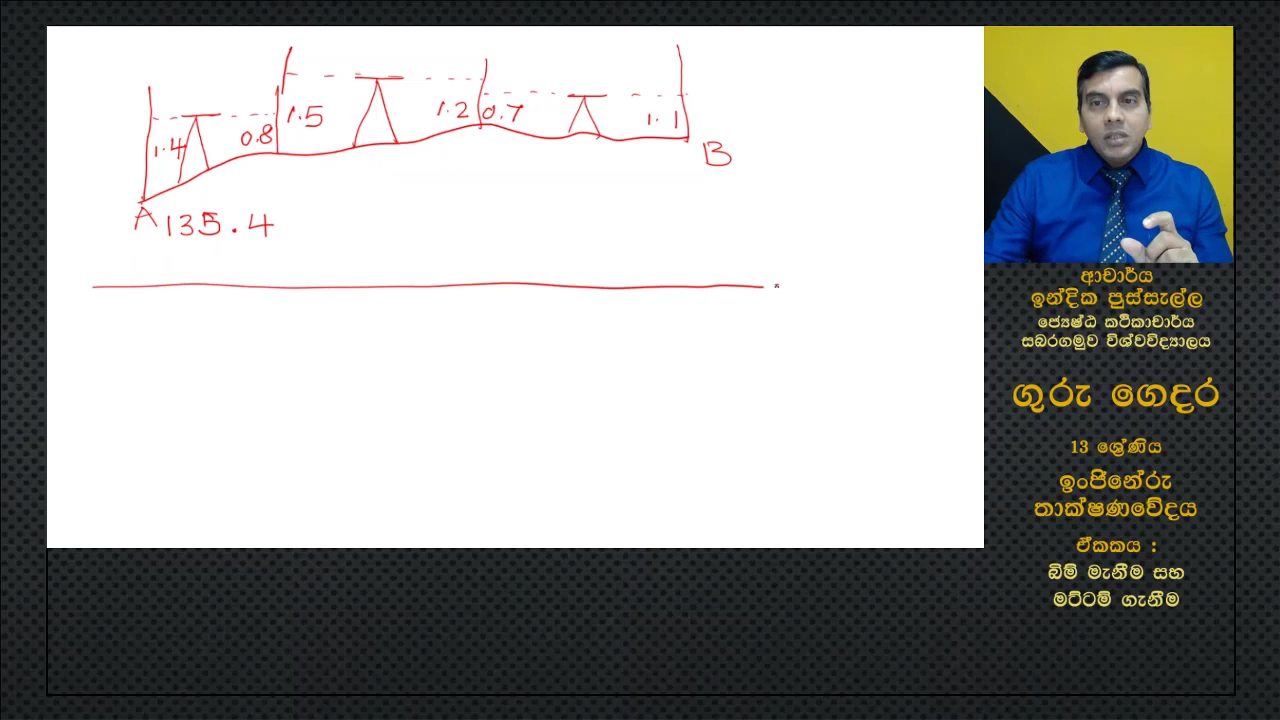 1.4 0.8 1.5 1.2 0.7 1.1
A 135.4
B
ආචාර්ය
ඉන්දික පුස්සැල්ල
ජ්‍යෙෂ්ඨ කථිකාචාර්ය
සබරගමුව විශ්වවිද්‍යාලය
ගුරු ගෙදර
13 ශ්‍රේණිය
ඉංජිනේරු
තාක්ෂණවේදය
ඒකකය :
බිම් මැනීම සහ
මට්ටම් ගැනීම